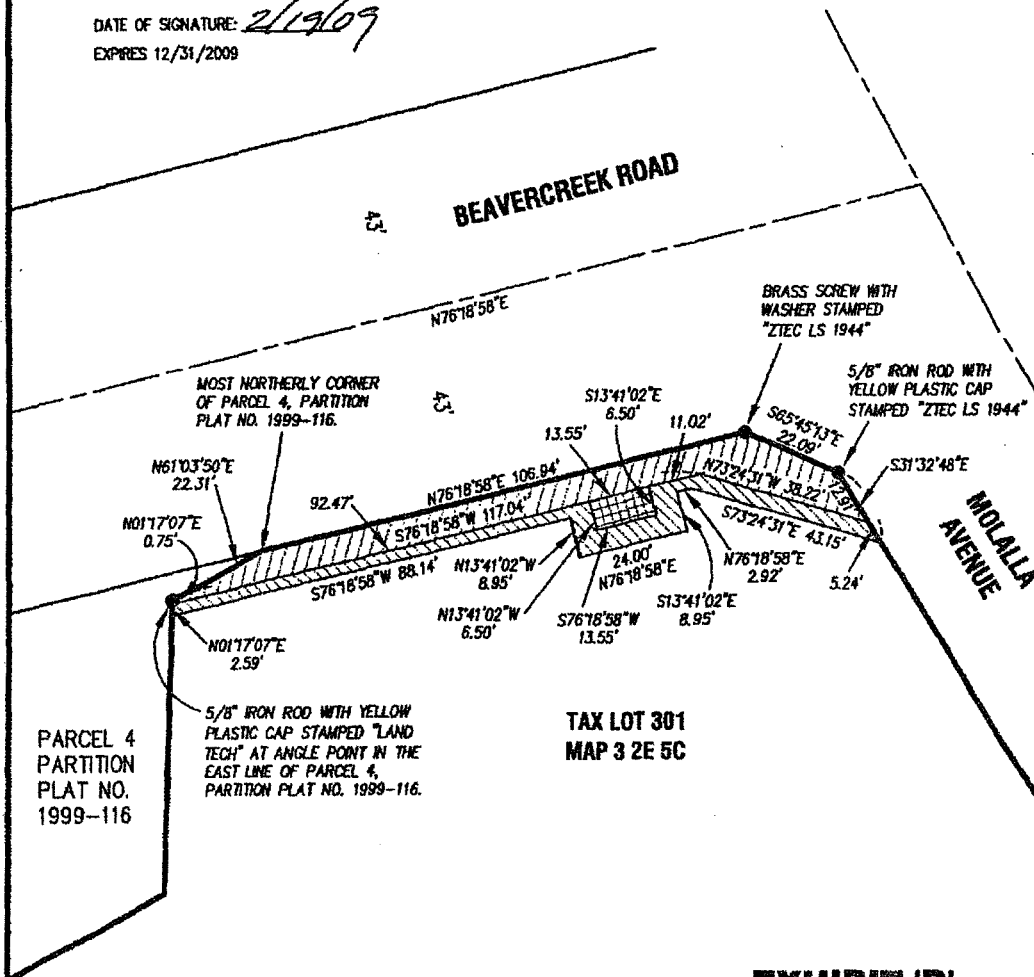 DATE OF SIGNATURE: 2/19/09
EXPIRES 12/31/2009
BEAVERCREEK ROAD
43'
N76°18'58"E
BRASS SCREW WITH
WASHER STAMPED
"ZTEC LS 1944"
5/8" IRON ROD WITH
YELLOW PLASTIC CAP
STAMPED "ZTEC LS 1944"
MOST NORTHERLY CORNER
OF PARCEL 4, PARTITION
PLAT NO. 1999-116.
43'
S13°41'02"E
6.50'
11.02'
13.55'
S65°45'13"E
22.09'
S31°32'48"E
12.91'
N61°03'50"E
22.31'
N01°17'07"E
0.75'
92.47'
N76°18'58"E 106.94'
S76°18'58"W 117.04'
S76°18'58"W 88.14'
N73°24'31"W 38.22'
S73°24'31"E 43.15'
MOLALLA
AVENUE
N13°41'02"W
8.95'
N13°41'02"W
6.50'
24.00'
N76°18'58"E
S76°18'58"W
13.55'
S13°41'02"E
8.95'
N76°18'58"E
2.92'
5.24'
N01°17'07"E
2.59'
5/8" IRON ROD WITH YELLOW
PLASTIC CAP STAMPED "LAND
TECH" AT ANGLE POINT IN THE
EAST LINE OF PARCEL 4,
PARTITION PLAT NO. 1999-116.
PARCEL 4
PARTITION
PLAT NO.
1999-116
TAX LOT 301
MAP 3 2E 5C